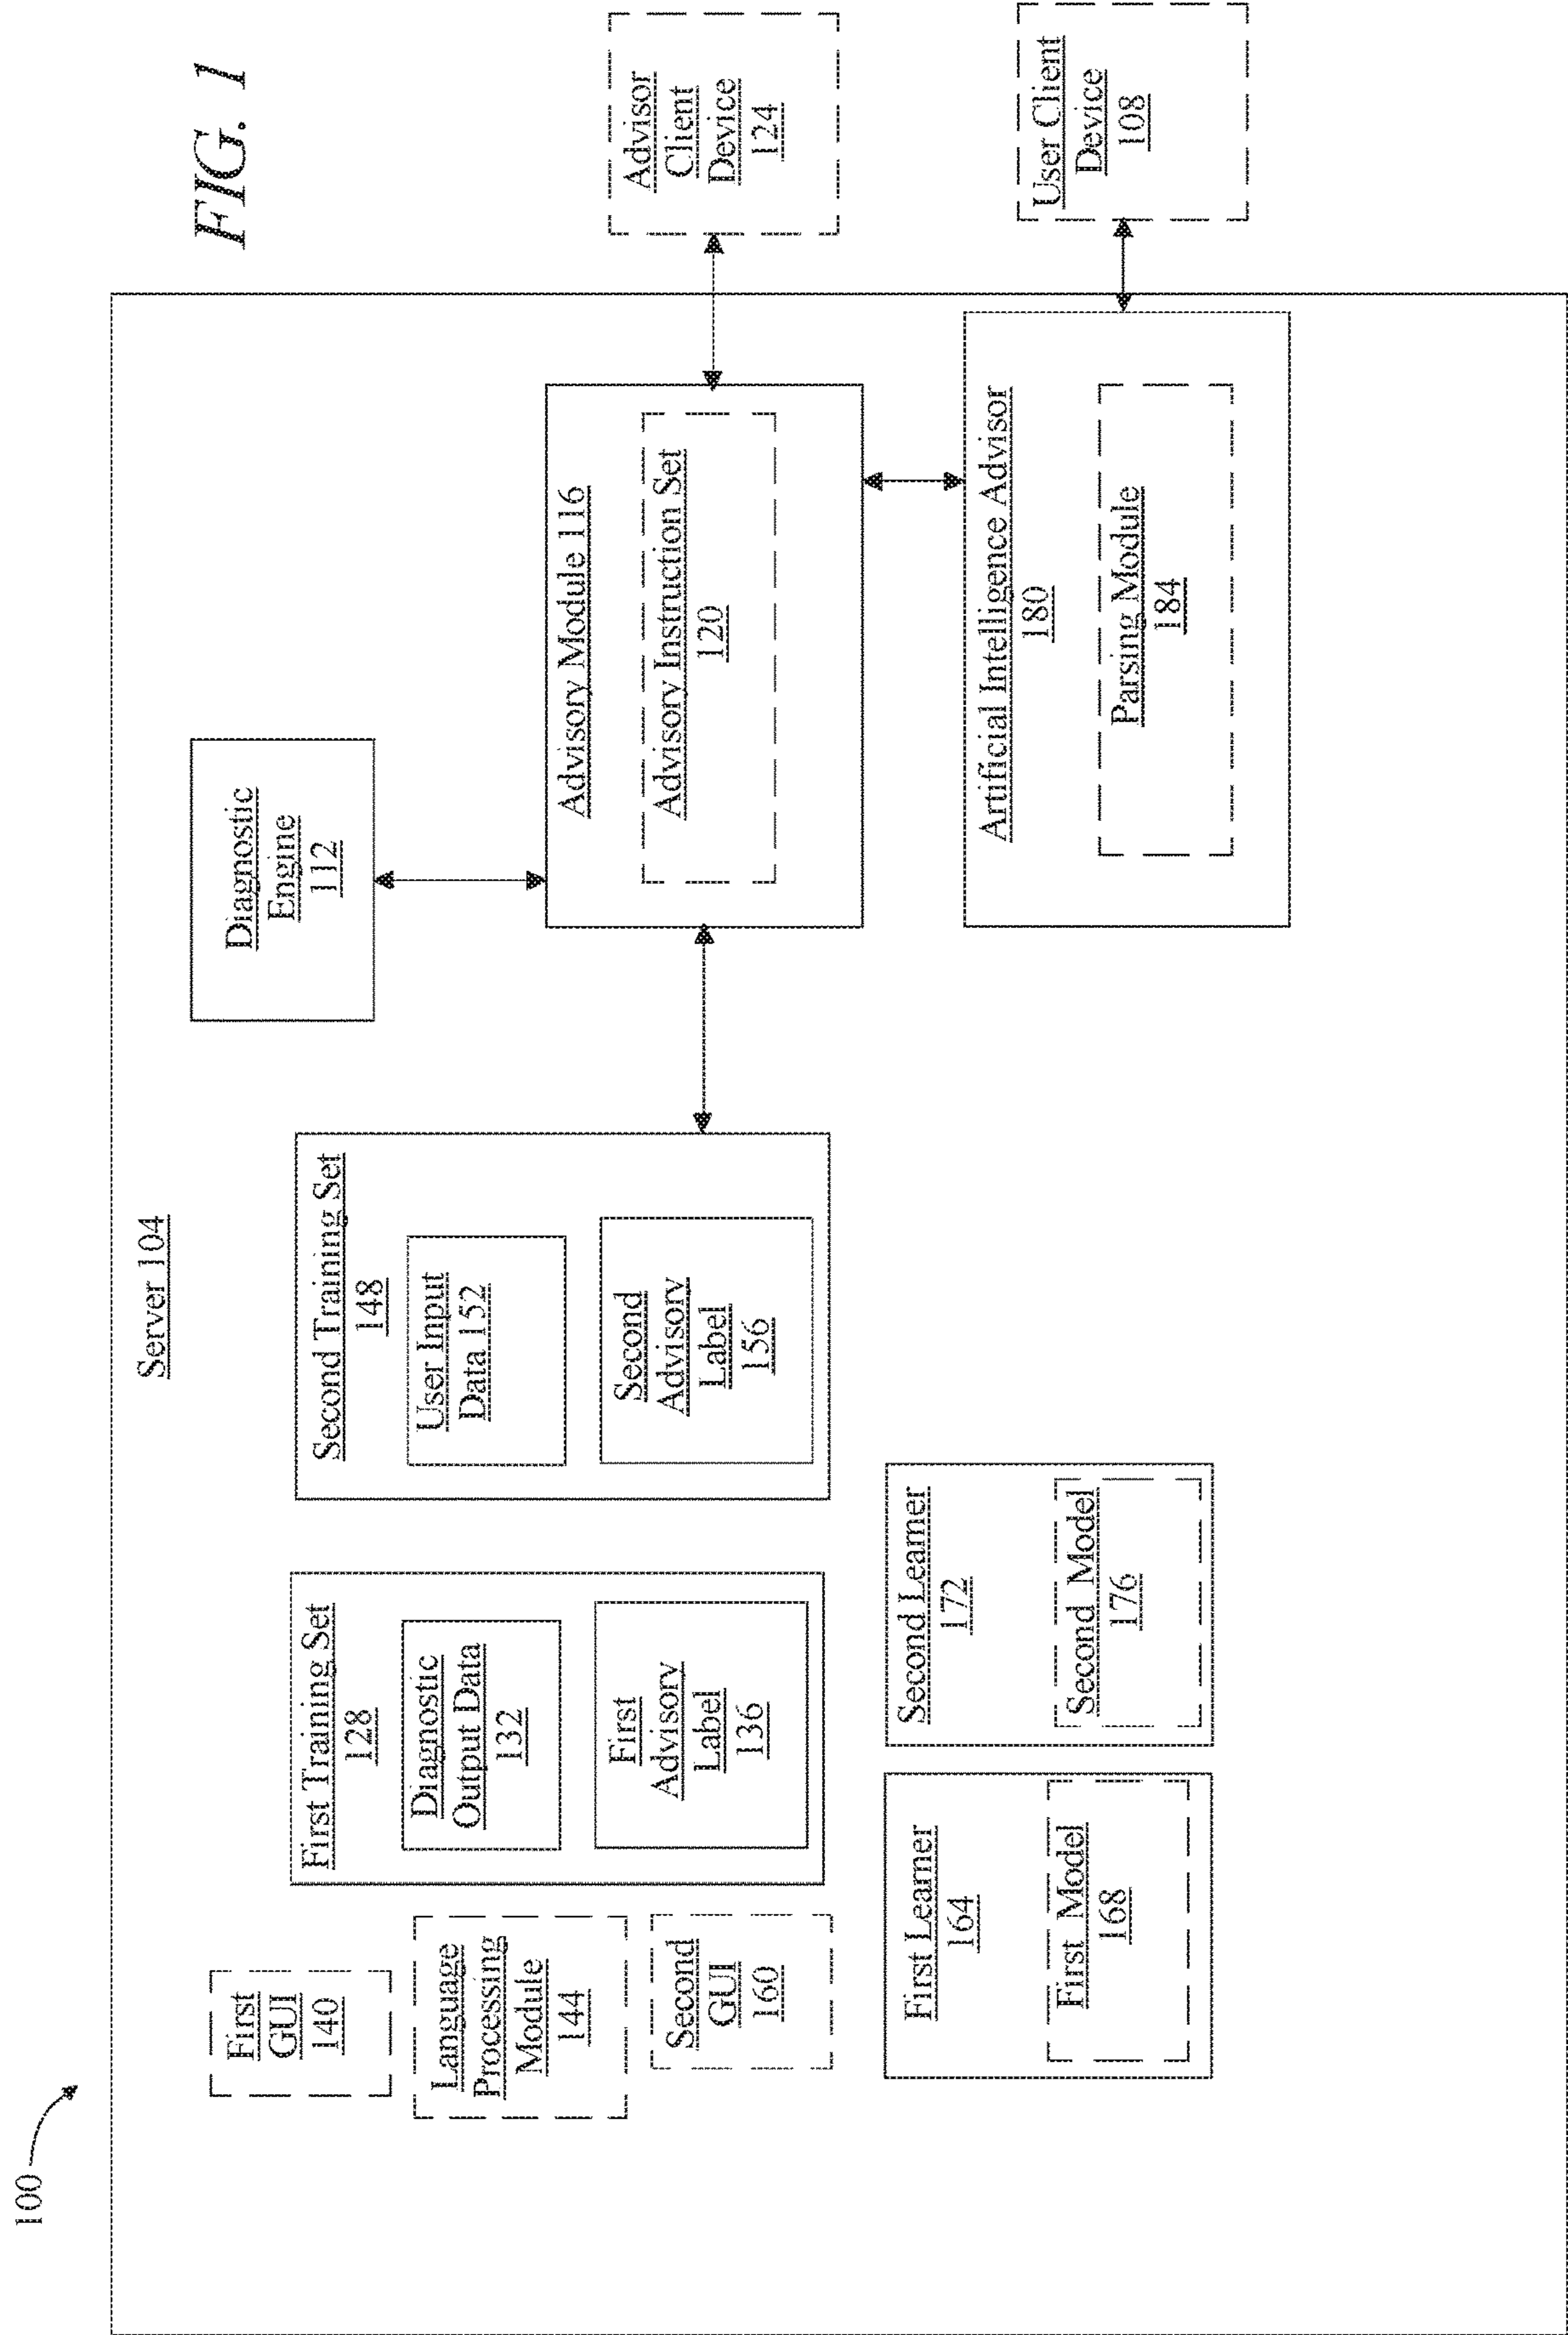 100
FIG. 1
Server 104
First
GUI
140
Language
Processing
Module
144
Second
GUI
160
First Training Set
128
Diagnostic
Output Data
132
First
Advisory
Label
136
Second Training Set
148
User Input
Data 152
Second
Advisory
Label
156
Diagnostic
Engine
112
Advisory Module 116
Advisory Instruction Set
120
Advisor
Client
Device
124
First Learner
164
First Model
168
Second Learner
172
Second Model
176
Artificial Intelligence Advisor
180
Parsing Module
184
User Client
Device
108